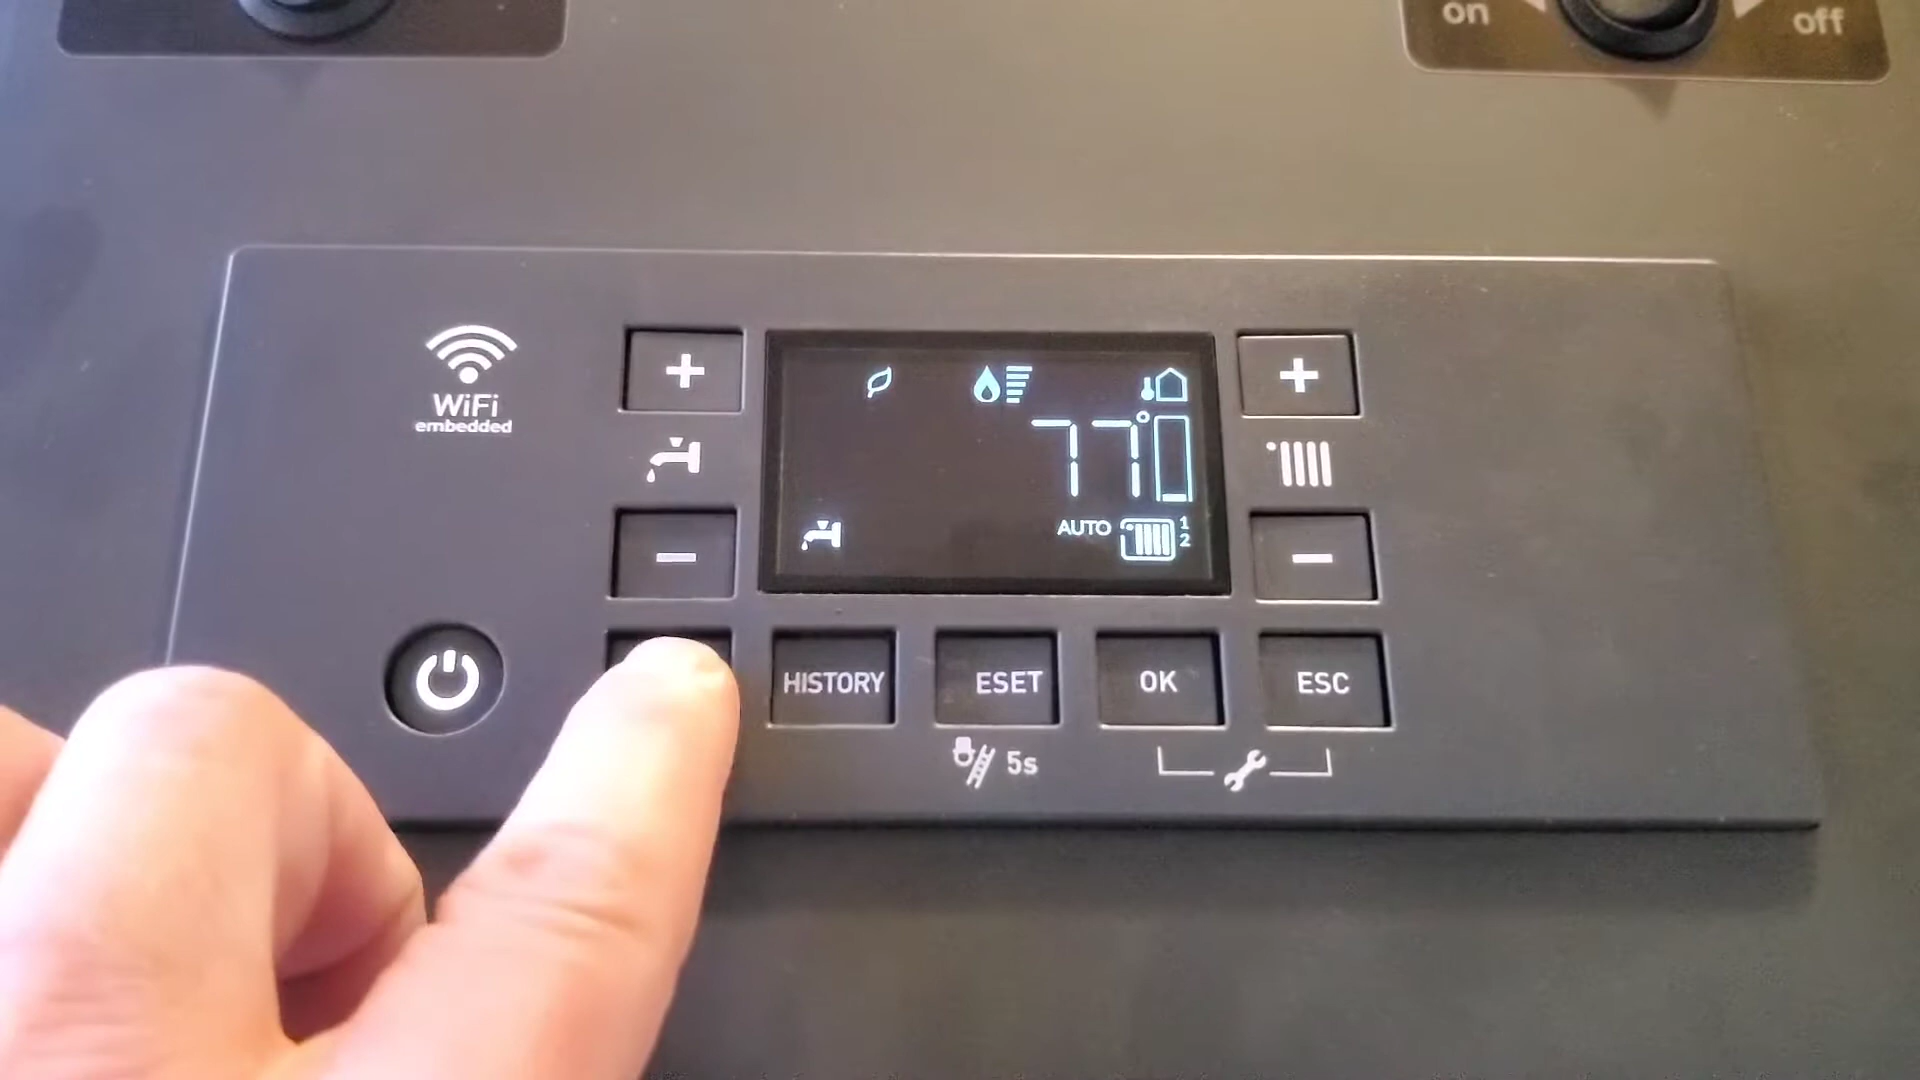 on
off
WiFi
embedded
+
+
77°
AUTO
1
2
-
-
HISTORY
ESET
OK
ESC
5s